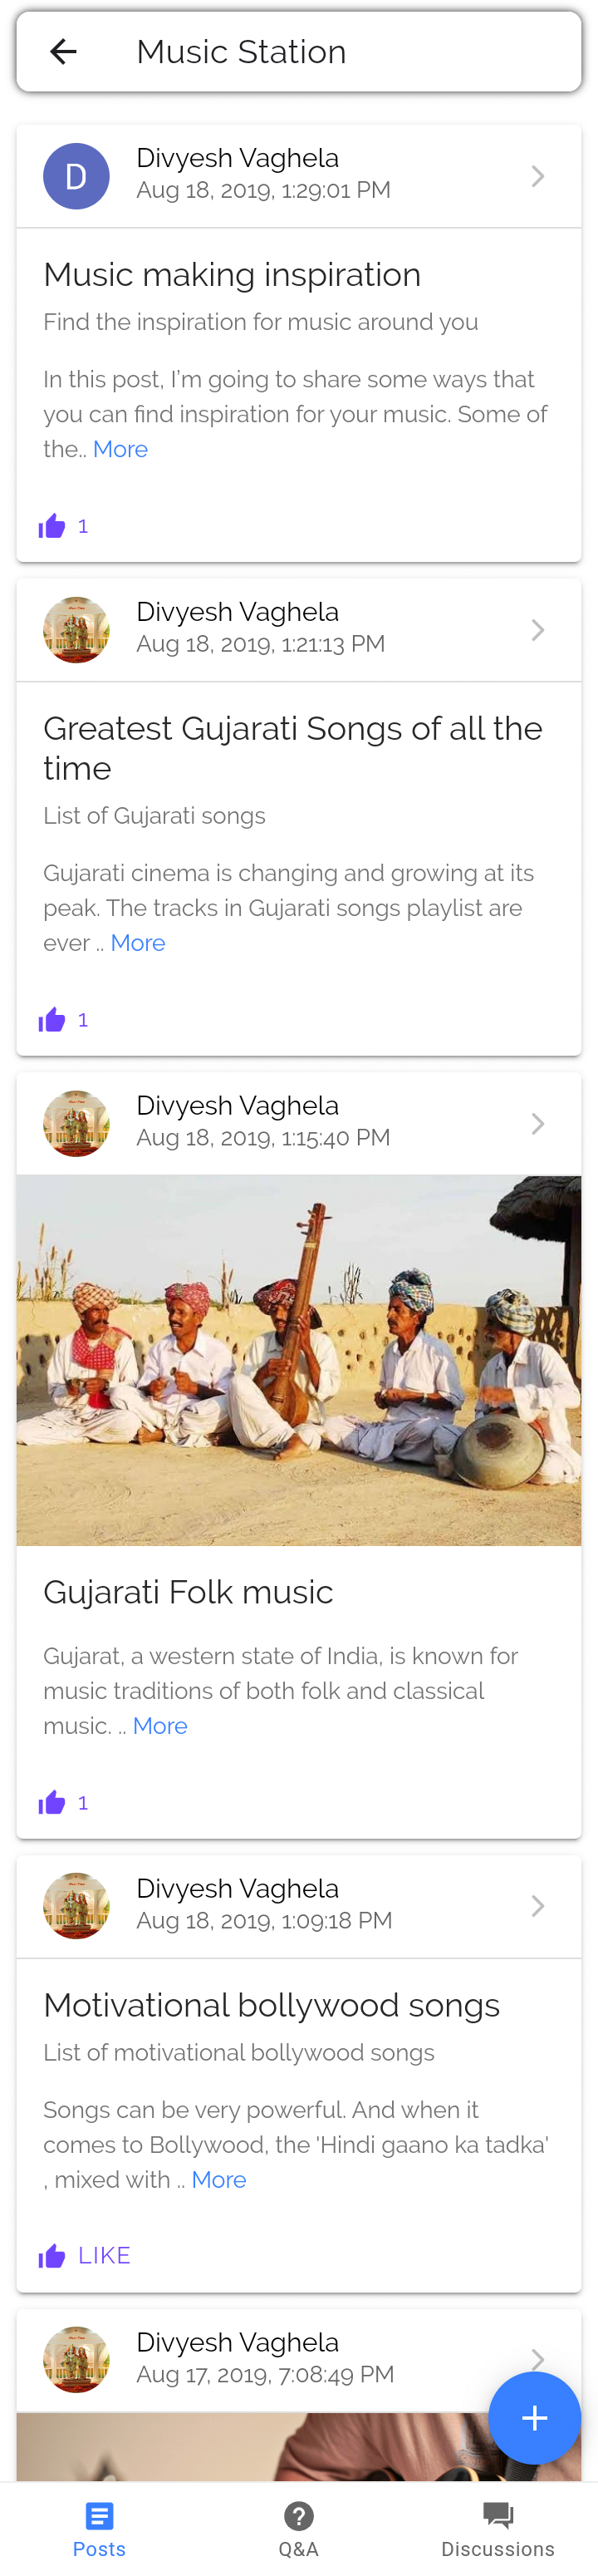 Music Station
D
Divyesh Vaghela
Aug 18, 2019, 1:29:01 PM
Music making inspiration
Find the inspiration for music around you
In this post, I'm going to share some ways that
you can find inspiration for your music. Some of
the.. More
1
Divyesh Vaghela
Aug 18, 2019, 1:21:13 PM
Greatest Gujarati Songs of all the
time
List of Gujarati songs
Gujarati cinema is changing and growing at its
peak. The tracks in Gujarati songs playlist are
ever .. More
1
Divyesh Vaghela
Aug 18, 2019, 1:15:40 PM
Gujarati Folk music
Gujarat, a western state of India, is known for
music traditions of both folk and classical
music. .. More
1
Divyesh Vaghela
Aug 18, 2019, 1:09:18 PM
Motivational bollywood songs
List of motivational bollywood songs
Songs can be very powerful. And when it
comes to Bollywood, the 'Hindi gaano ka tadka'
, mixed with .. More
LIKE
Divyesh Vaghela
Aug 17, 2019, 7:08:49 PM
Posts
Q&A
Discussions